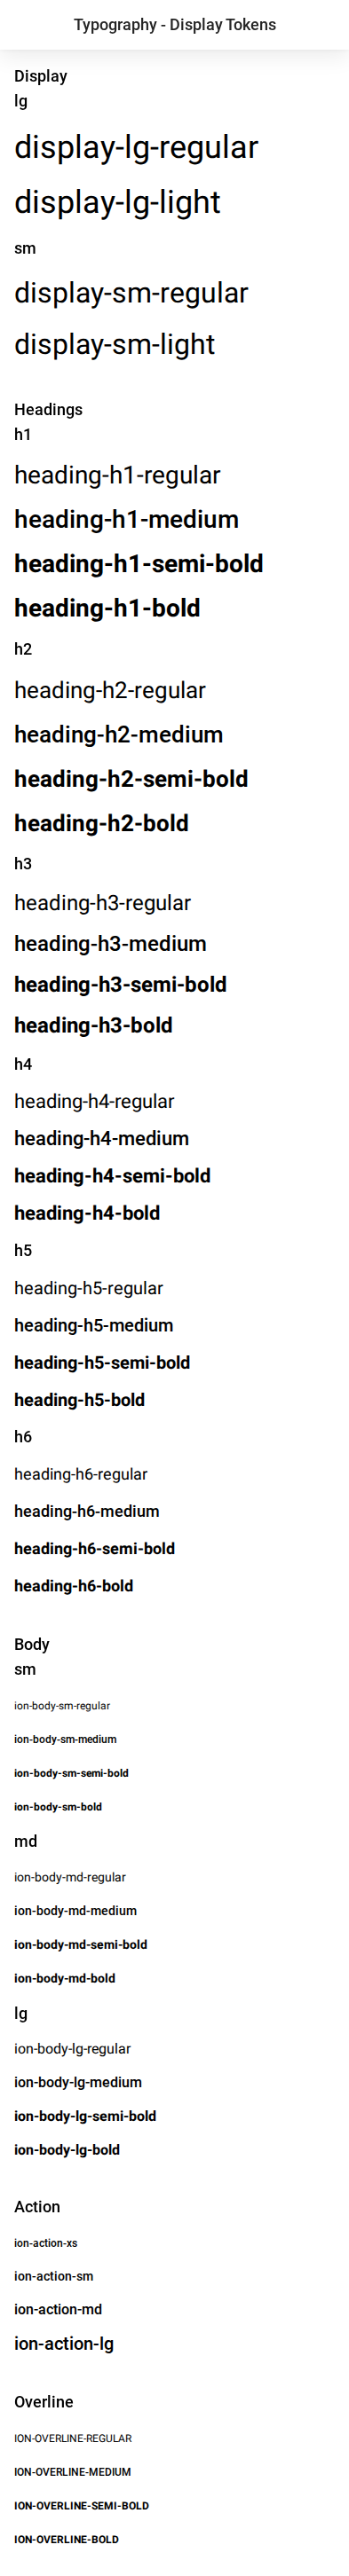 Typography - Display Tokens
Display
lg
display-lg-regular
display-lg-light
sm
display-sm-regular
display-sm-light
Headings
h1
heading-h1-regular
heading-h1-medium
heading-h1-semi-bold
heading-h1-bold
h2
heading-h2-regular
heading-h2-medium
heading-h2-semi-bold
heading-h2-bold
h3
heading-h3-regular
heading-h3-medium
heading-h3-semi-bold
heading-h3-bold
h4
heading-h4-regular
heading-h4-medium
heading-h4-semi-bold
heading-h4-bold
h5
heading-h5-regular
heading-h5-medium
heading-h5-semi-bold
heading-h5-bold
h6
heading-h6-regular
heading-h6-medium
heading-h6-semi-bold
heading-h6-bold
Body
sm
ion-body-sm-regular
ion-body-sm-medium
ion-body-sm-semi-bold
ion-body-sm-bold
md
ion-body-md-regular
ion-body-md-medium
ion-body-md-semi-bold
ion-body-md-bold
lg
ion-body-lg-regular
ion-body-lg-medium
ion-body-lg-semi-bold
ion-body-lg-bold
Action
ion-action-xs
ion-action-sm
ion-action-md
ion-action-lg
Overline
ION-OVERLINE-REGULAR
ION-OVERLINE-MEDIUM
ION-OVERLINE-SEMI-BOLD
ION-OVERLINE-BOLD